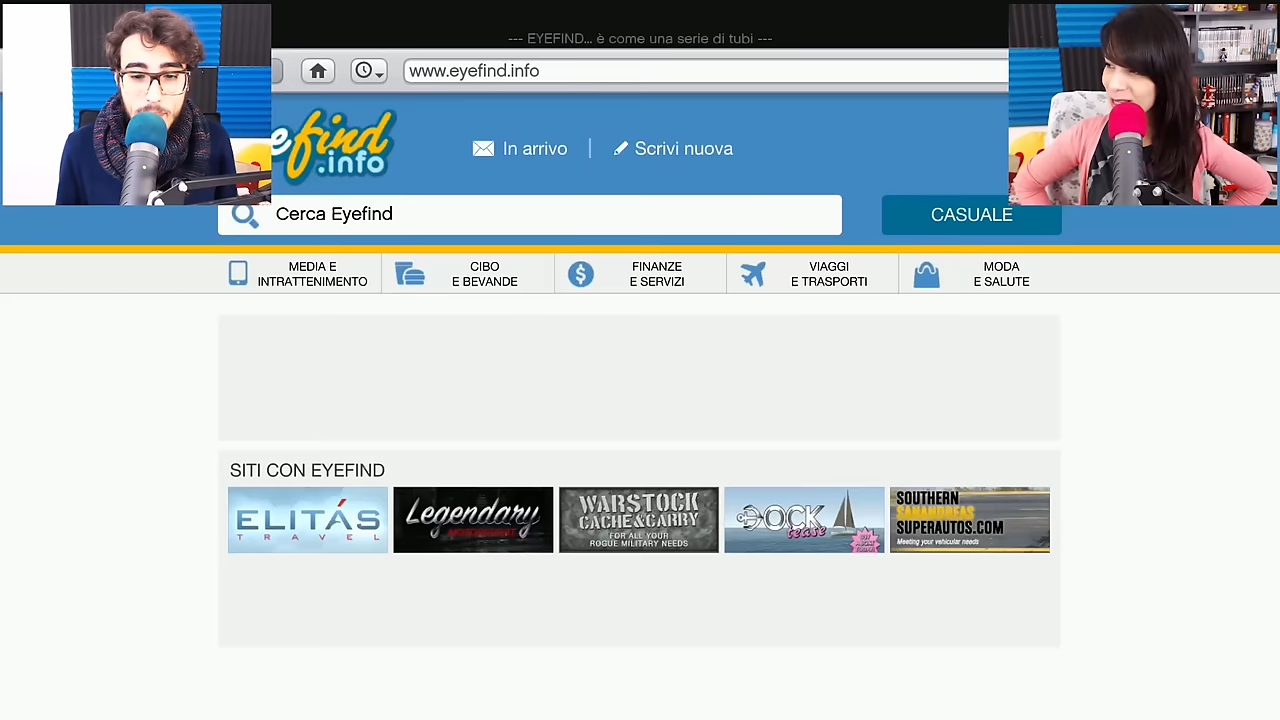 --- EYEFIND... è come una serie di tubi ---
www.eyefind.info
efind
.info
In arrivo
Scrivi nuova
Cerca Eyefind
CASUALE
MEDIA E
INTRATTENIMENTO
CIBO
E BEVANDE
FINANZE
E SERVIZI
VIAGGI
E TRASPORTI
MODA
E SALUTE
SITI CON EYEFIND
ELITÁS
TRAVEL
Legendary
MOTORSPORT
WARSTOCK
CACHE&CARRY
FOR ALL YOUR
ROGUE MILITARY NEEDS
DOCK
tease
SOUTHERN
SANANDREAS
SUPERAUTOS.COM
Meeting your vehicular needs